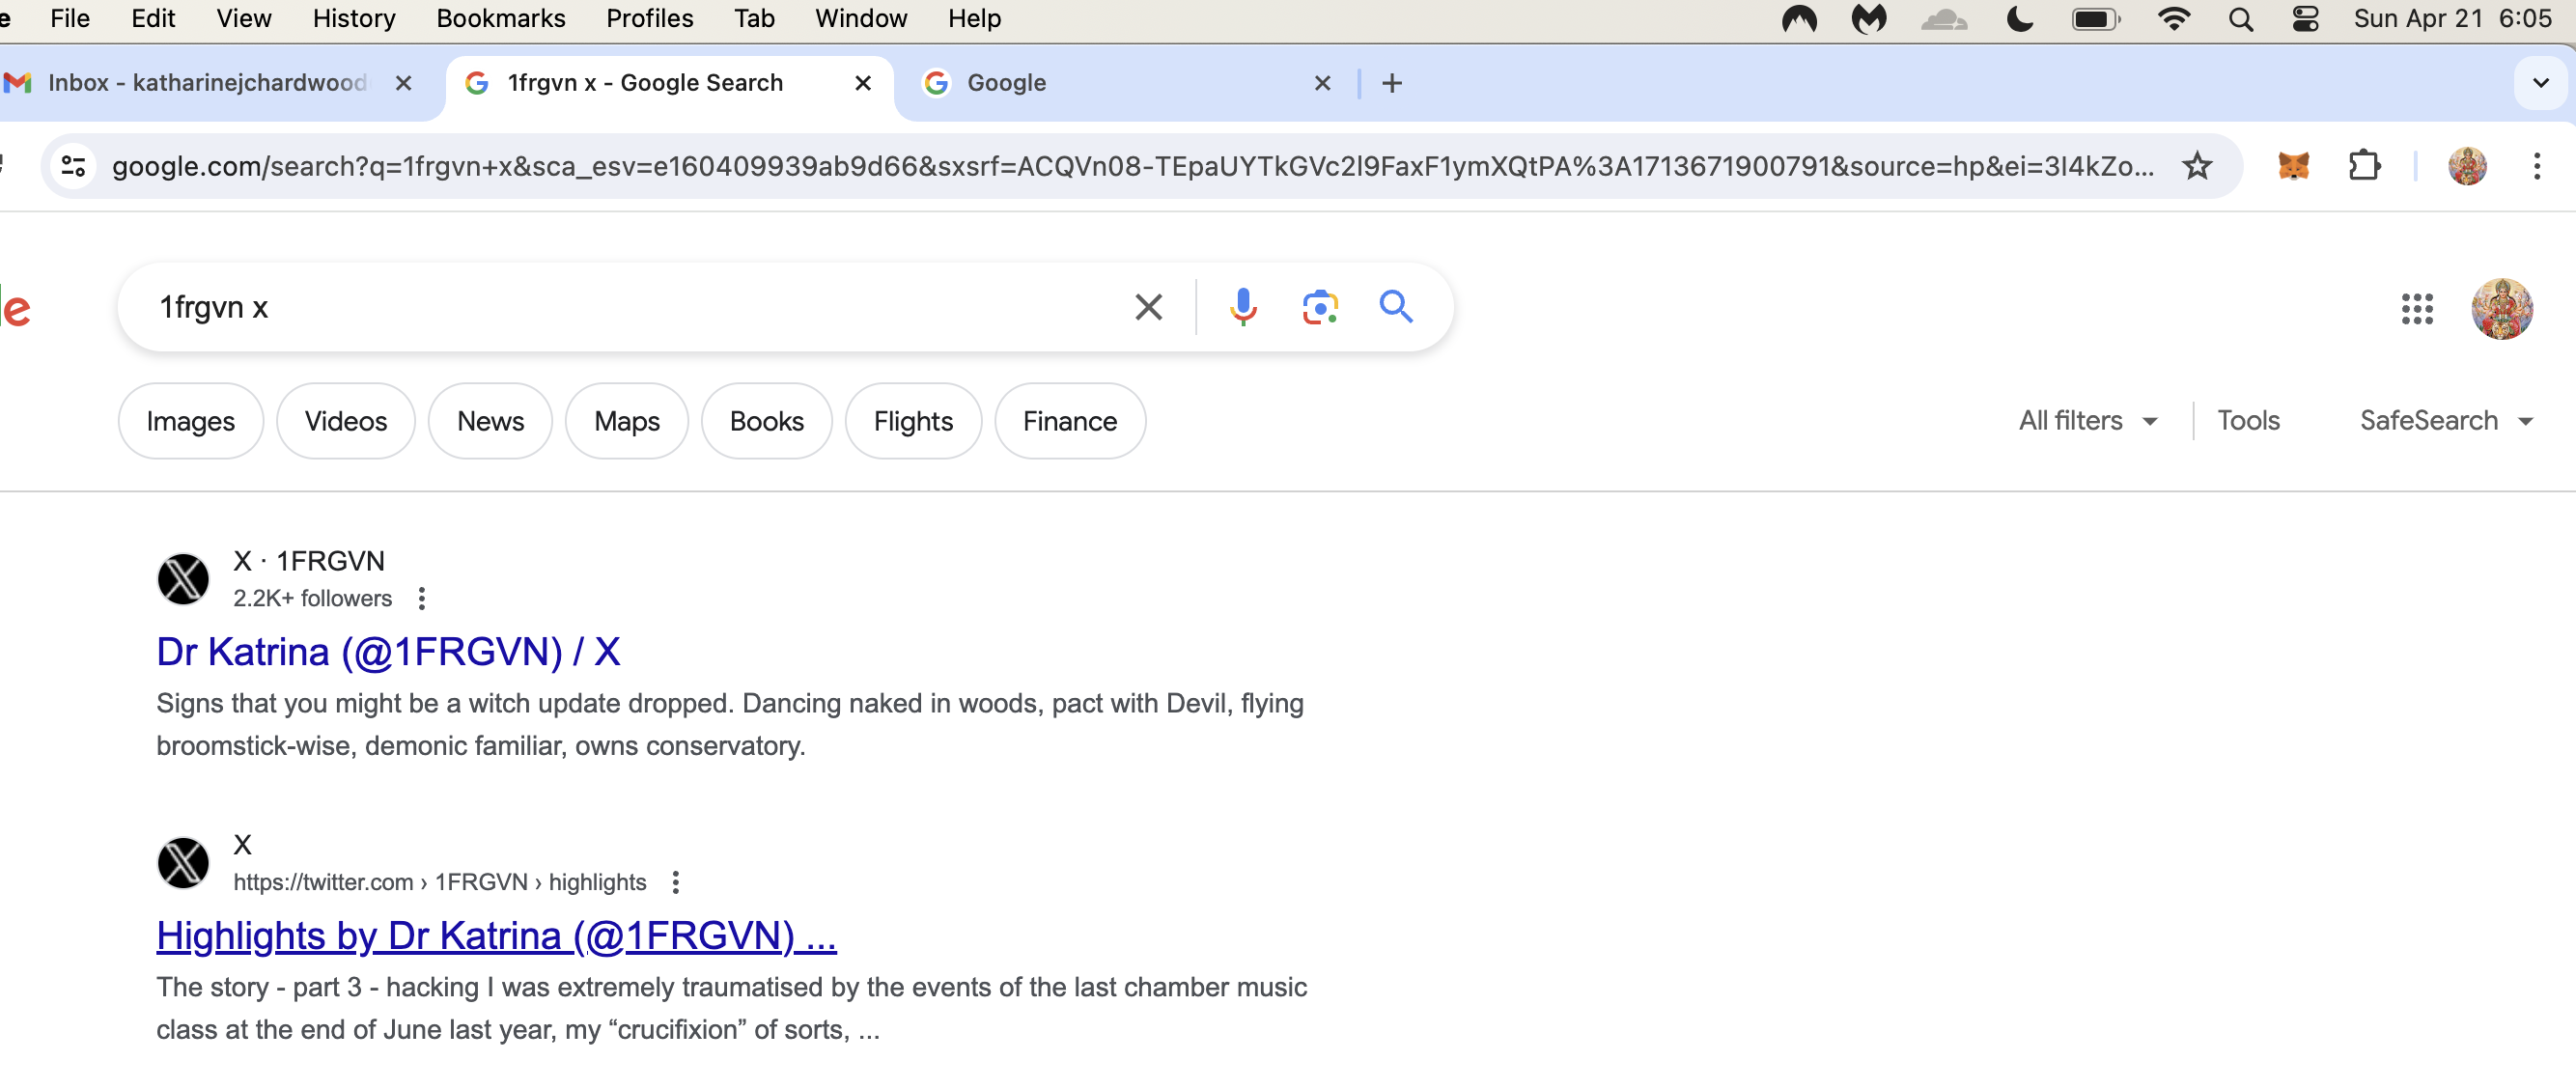 File Edit View History Bookmarks Profiles Tab Window Help Sun Apr 21 6:05
Inbox - katharinejchardwood 1frgvn x - Google Search Google
google.com/search?q=1frgvn+x&sca_esv=e160409939ab9d66&sxsrf=ACQVn08-TEpaUYTkGVc2l9FaxF1ymXQtPA%3A1713671900791&source=hp&ei=3I4kZo...
e 1frgvn x
Images Videos News Maps Books Flights Finance All filters Tools SafeSearch
X · 1FRGVN
2.2K+ followers
Dr Katrina (@1FRGVN) / X
Signs that you might be a witch update dropped. Dancing naked in woods, pact with Devil, flying
broomstick-wise, demonic familiar, owns conservatory.
X
https://twitter.com › 1FRGVN › highlights
Highlights by Dr Katrina (@1FRGVN) ...
The story - part 3 - hacking I was extremely traumatised by the events of the last chamber music
class at the end of June last year, my “crucifixion” of sorts, ...